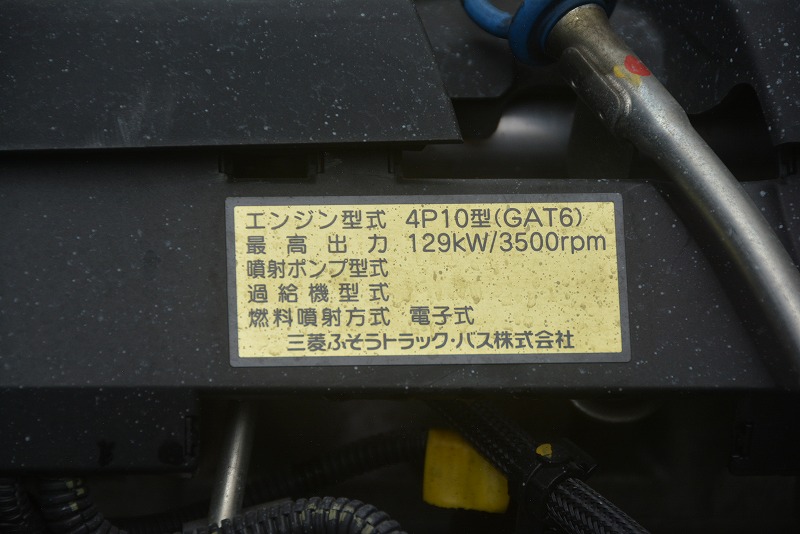 エンジン型式 4P10型(GAT6)
最高出力 129kW/3500rpm
噴射ポンプ型式
過給機型式
燃料噴射方式 電子式
三菱ふそうトラック・バス株式会社